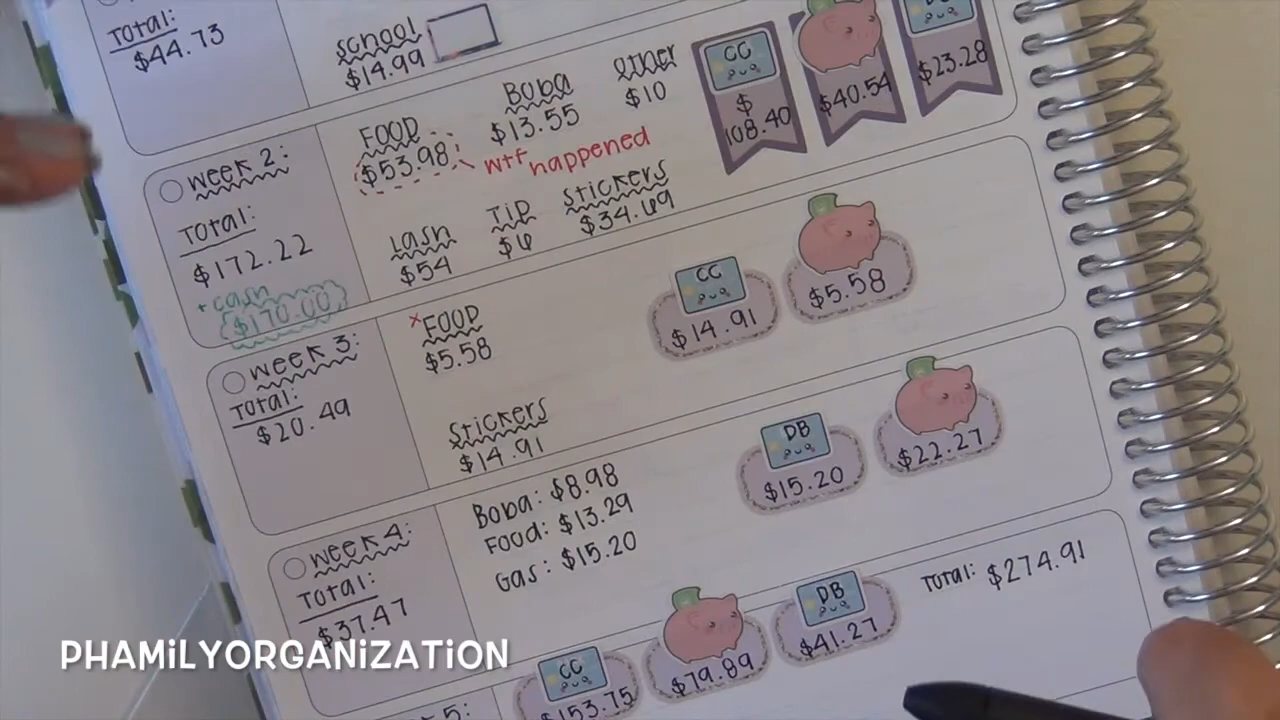 Total:
$44.73
School
$14.99
Week 2:
Total:
$172.22
+ cash
$170.00
FOOD
$53.98
Boba
$13.55
other
$10
wtf happened
Cash
$54
Tip
$6
Stickers
$34.69
CC
$108.40
$40.54
$23.28
Week 3:
Total:
$20.49
x FOOD
$5.58
Stickers
$14.91
CC
$14.91
$5.58
Week 4:
Total:
$37.47
Boba: $8.98
Food: $13.29
Gas: $15.20
DB
$15.20
$22.27
CC
$153.75
$79.89
DB
$41.27
Total: $274.91
5:
PHAMiLYORGANiZATiON